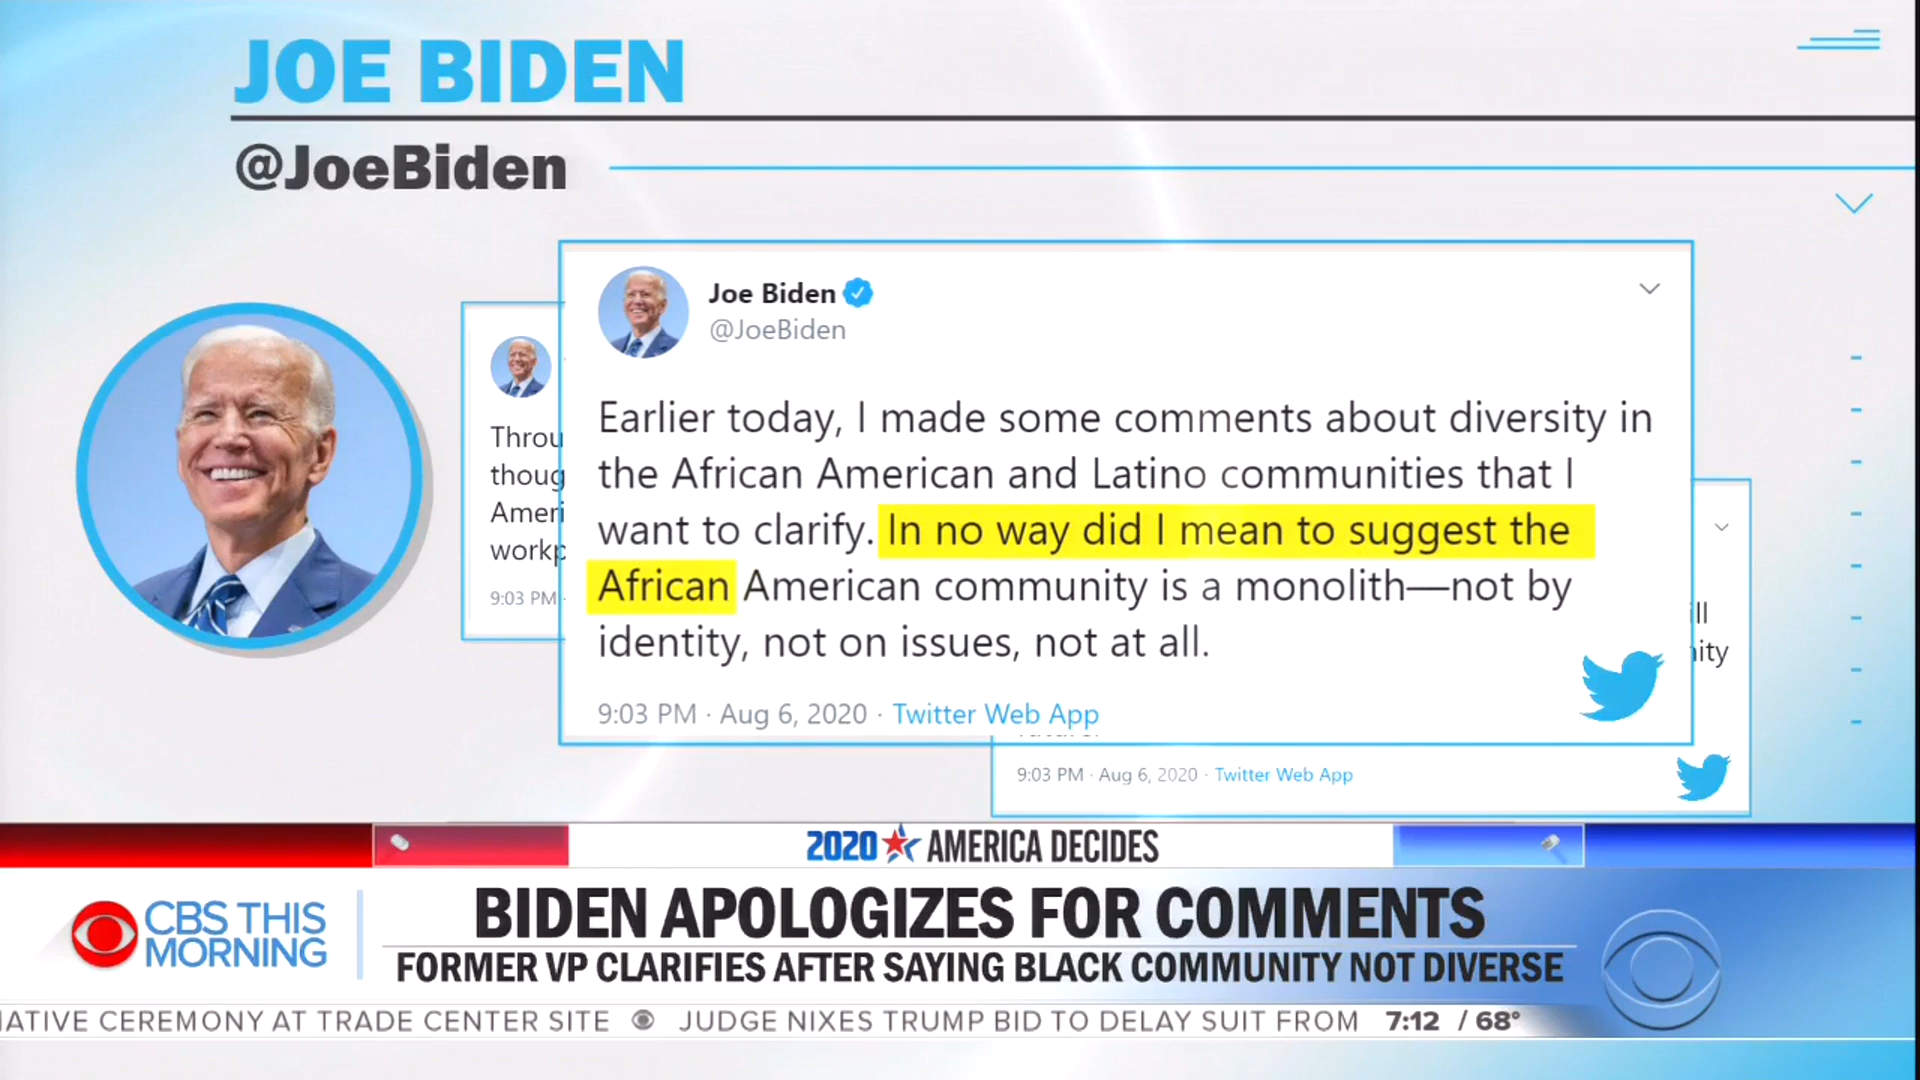 JOE BIDEN
@JoeBiden
Joe Biden
@JoeBiden
Earlier today, I made some comments about diversity in
the African American and Latino communities that I
want to clarify. In no way did I mean to suggest the
African American community is a monolith—not by
identity, not on issues, not at all.
9:03 PM · Aug 6, 2020 · Twitter Web App
9:03 PM
9:03 PM · Aug 6, 2020 · Twitter Web App
2020 AMERICA DECIDES
CBS THIS
MORNING
BIDEN APOLOGIZES FOR COMMENTS
FORMER VP CLARIFIES AFTER SAYING BLACK COMMUNITY NOT DIVERSE
CEREMONY AT TRADE CENTER SITE JUDGE NIXES TRUMP BID TO DELAY SUIT FROM 7:12 / 68°